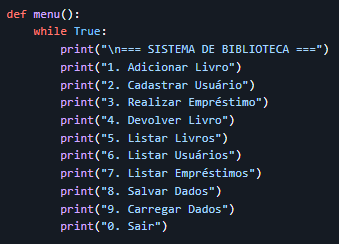 def menu():
    while True:
        print("\n=== SISTEMA DE BIBLIOTECA ===")
        print("1. Adicionar Livro")
        print("2. Cadastrar Usuário")
        print("3. Realizar Empréstimo")
        print("4. Devolver Livro")
        print("5. Listar Livros")
        print("6. Listar Usuários")
        print("7. Listar Empréstimos")
        print("8. Salvar Dados")
        print("9. Carregar Dados")
        print("0. Sair")